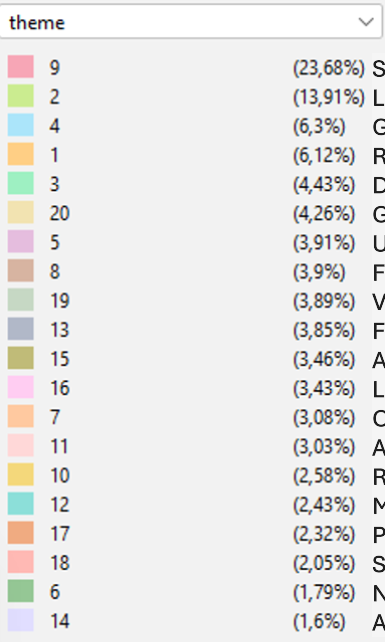 theme
9 (23,68%) S
2 (13,91%) L
4 (6,3%) G
1 (6,12%) R
3 (4,43%) D
20 (4,26%) G
5 (3,91%) U
8 (3,9%) F
19 (3,89%) V
13 (3,85%) F
15 (3,46%) A
16 (3,43%) L
7 (3,08%)
11 (3,03%) A
10 (2,58%) R
12 (2,43%) M
17 (2,32%) P
18 (2,05%) S
6 (1,79%) N
14 (1,6%) A